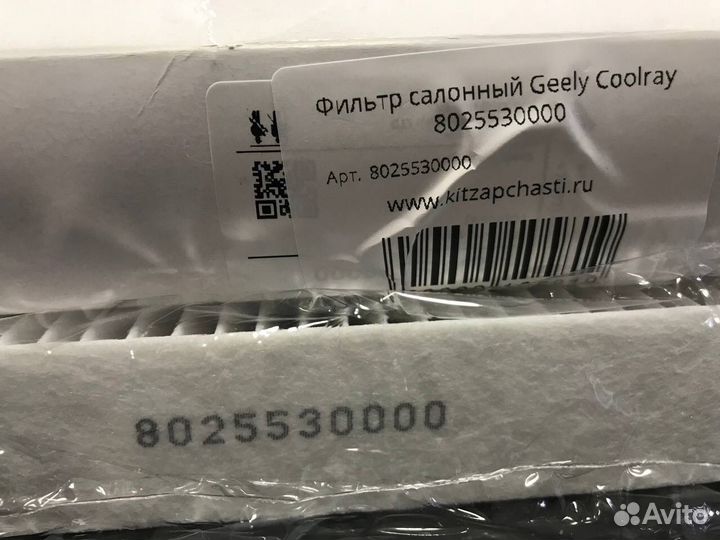 Фильтр салонный Geely Coolray
8025530000
Арт. 8025530000
www.kitzapchasti.ru
8025530000
Avito